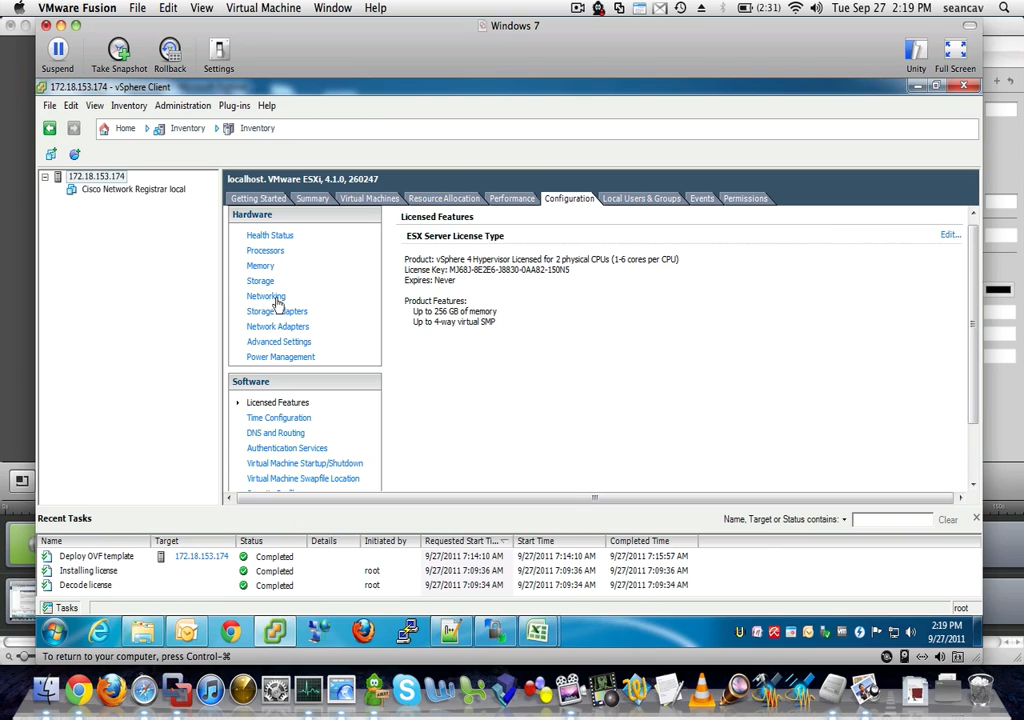 VMware Fusion File Edit View Virtual Machine Window Help (2:31) Tue Sep 27 2:19 PM seancav
Windows 7
Suspend Take Snapshot Rollback Settings Unity Full Screen
172.18.153.174 - vSphere Client
File Edit View Inventory Administration Plug-ins Help
Home Inventory Inventory
172.18.153.174
Cisco Network Registrar local
localhost. VMware ESXi, 4.1.0, 260247
Getting Started Summary Virtual Machines Resource Allocation Performance Configuration Local Users & Groups Events Permissions
Hardware
Health Status
Processors
Memory
Storage
Networking
Storage
Network Adapters
Advanced Settings
Power Management
Software
Licensed Features
Time Configuration
DNS and Routing
Authentication Services
Virtual Machine Startup/Shutdown
Virtual Machine Swapfile Location
Licensed Features
ESX Server License Type Edit...
Product: vSphere 4 Hypervisor Licensed for 2 physical CPUs (1-6 cores per CPU)
License Key: MJ68J-8E2E6-J8830-0AA82-150N5
Expires: Never
Product Features:
Up to 256 GB of memory
Up to 4-way virtual SMP
Recent Tasks Name, Target or Status contains: Clear
Name Target Status Details Initiated by Requested Start Ti... Start Time Completed Time
Deploy OVF template 172.18.153.174 Completed 9/27/2011 7:14:10 AM 9/27/2011 7:14:10 AM 9/27/2011 7:15:57 AM
Installing license Completed root 9/27/2011 7:09:36 AM 9/27/2011 7:09:36 AM 9/27/2011 7:09:36 AM
Decode license Completed root 9/27/2011 7:09:34 AM 9/27/2011 7:09:34 AM 9/27/2011 7:09:34 AM
Tasks root
2:19 PM
9/27/2011
To return to your computer, press Control-⌘